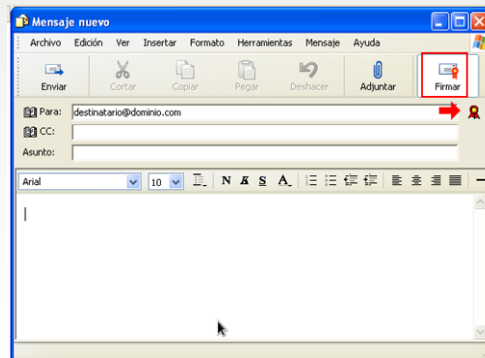 Mensaje nuevo
Archivo Edición Ver Insertar Formato Herramientas Mensaje Ayuda
Enviar Cortar Copiar Pegar Deshacer Adjuntar Firmar
Para: destinatario@dominio.com
CC:
Asunto:
Arial 10 N K S A